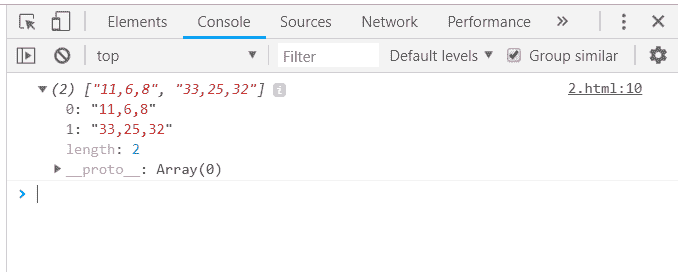 Elements Console Sources Network Performance »
top ▼ Filter Default levels ▼ Group similar
▼ (2) ["11,6,8", "33,25,32"] i 2.html:10
0: "11,6,8"
1: "33,25,32"
length: 2
▶ __proto__: Array(0)
>